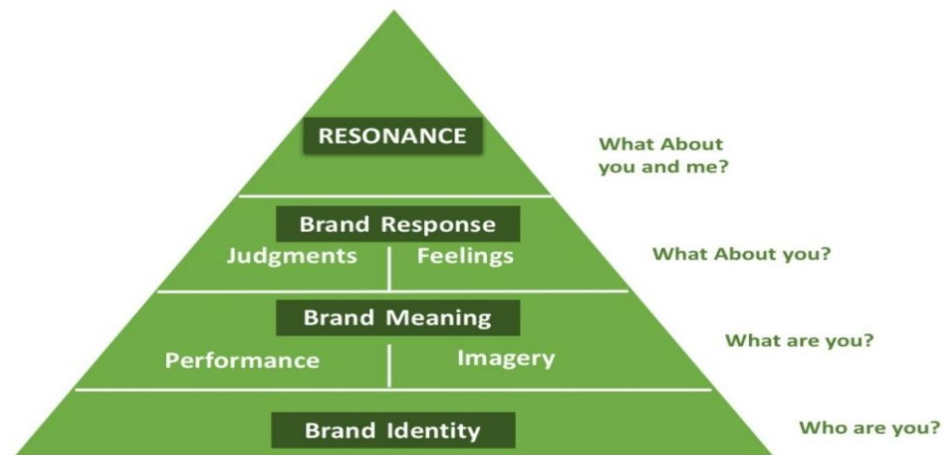 RESONANCE
What About
you and me?
Brand Response
Judgments
Feelings
What About you?
Brand Meaning
Performance
Imagery
What are you?
Brand Identity
Who are you?